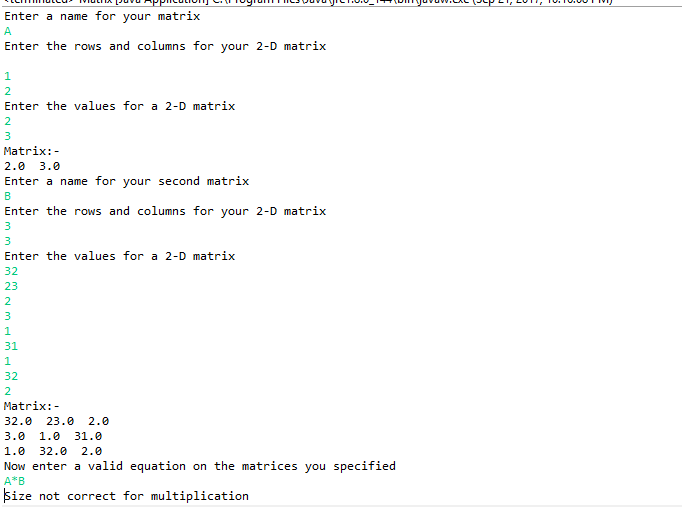 Enter a name for your matrix
A
Enter the rows and columns for your 2-D matrix
1
2
Enter the values for a 2-D matrix
2
3
Matrix:-
2.0  3.0
Enter a name for your second matrix
B
Enter the rows and columns for your 2-D matrix
3
3
Enter the values for a 2-D matrix
32
23
2
3
1
31
1
32
2
Matrix:-
32.0  23.0  2.0
3.0  1.0  31.0
1.0  32.0  2.0
Now enter a valid equation on the matrices you specified
A*B
Size not correct for multiplication